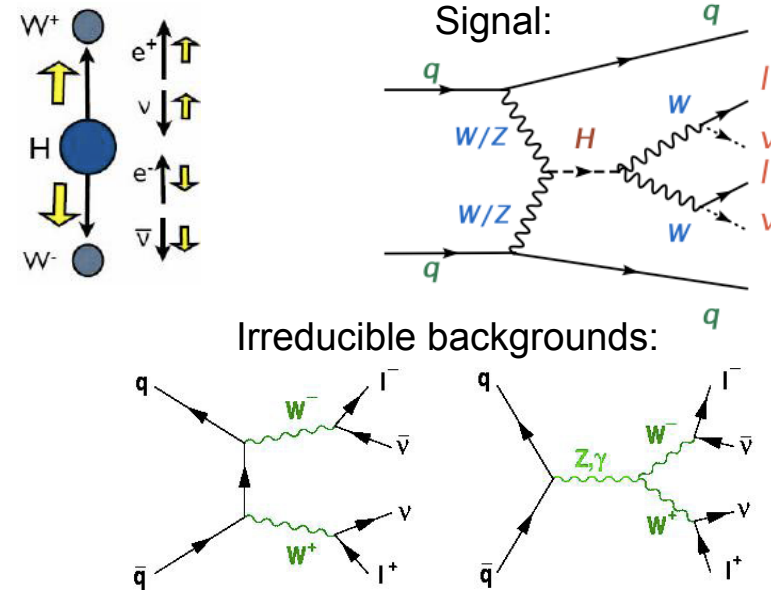 W⁺
e⁺
ν
H
e⁻
W⁻
ν̄
Signal:
q
W/Z
H
W
l
ν
W/Z
W
l
ν
q
q
Irreducible backgrounds:
q
W⁻
l⁻
ν̄
ν
q̄
W⁺
l⁺
q
Z,γ
W⁻
l⁻
ν̄
ν
q̄
W⁺
l⁺